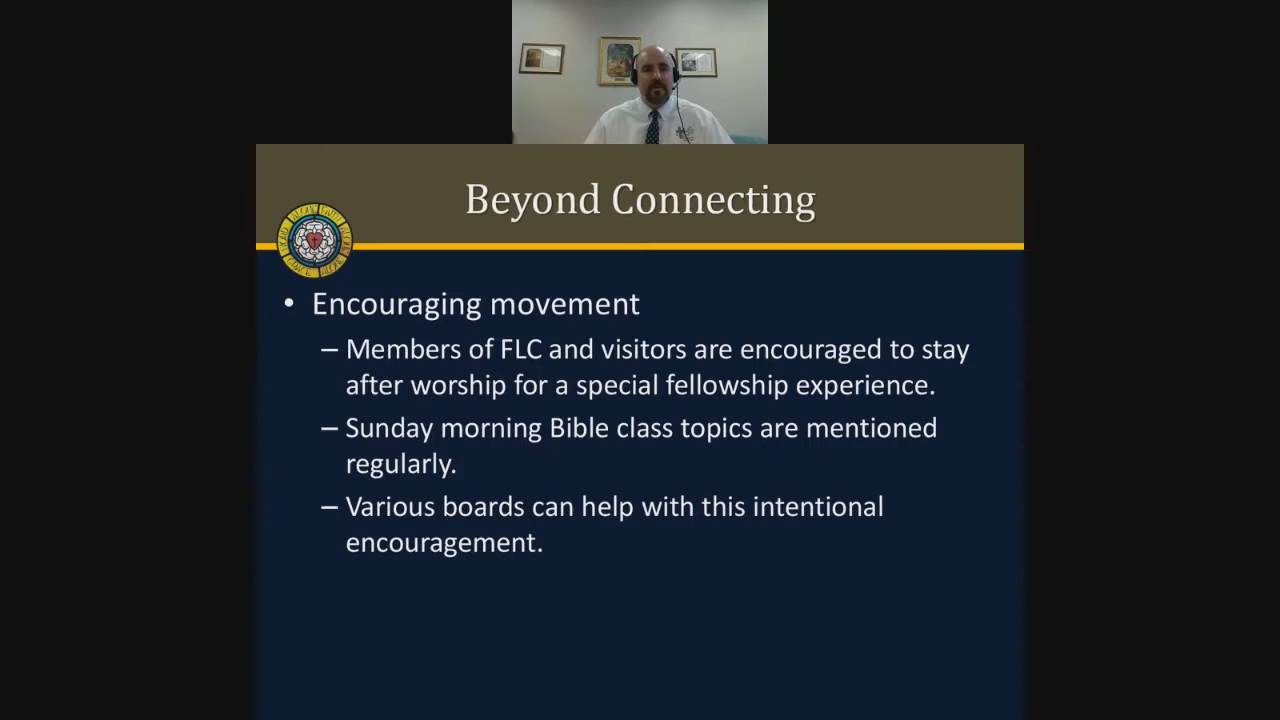 Beyond Connecting
• Encouraging movement
– Members of FLC and visitors are encouraged to stay
after worship for a special fellowship experience.
– Sunday morning Bible class topics are mentioned
regularly.
– Various boards can help with this intentional
encouragement.